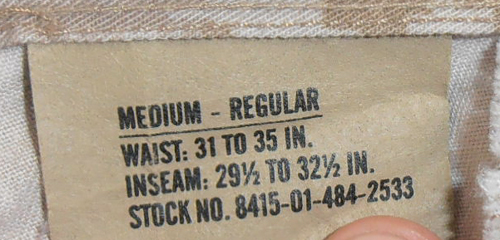 MEDIUM - REGULAR
WAIST: 31 TO 35 IN.
INSEAM: 29½ TO 32½ IN.
STOCK NO. 8415-01-484-2533